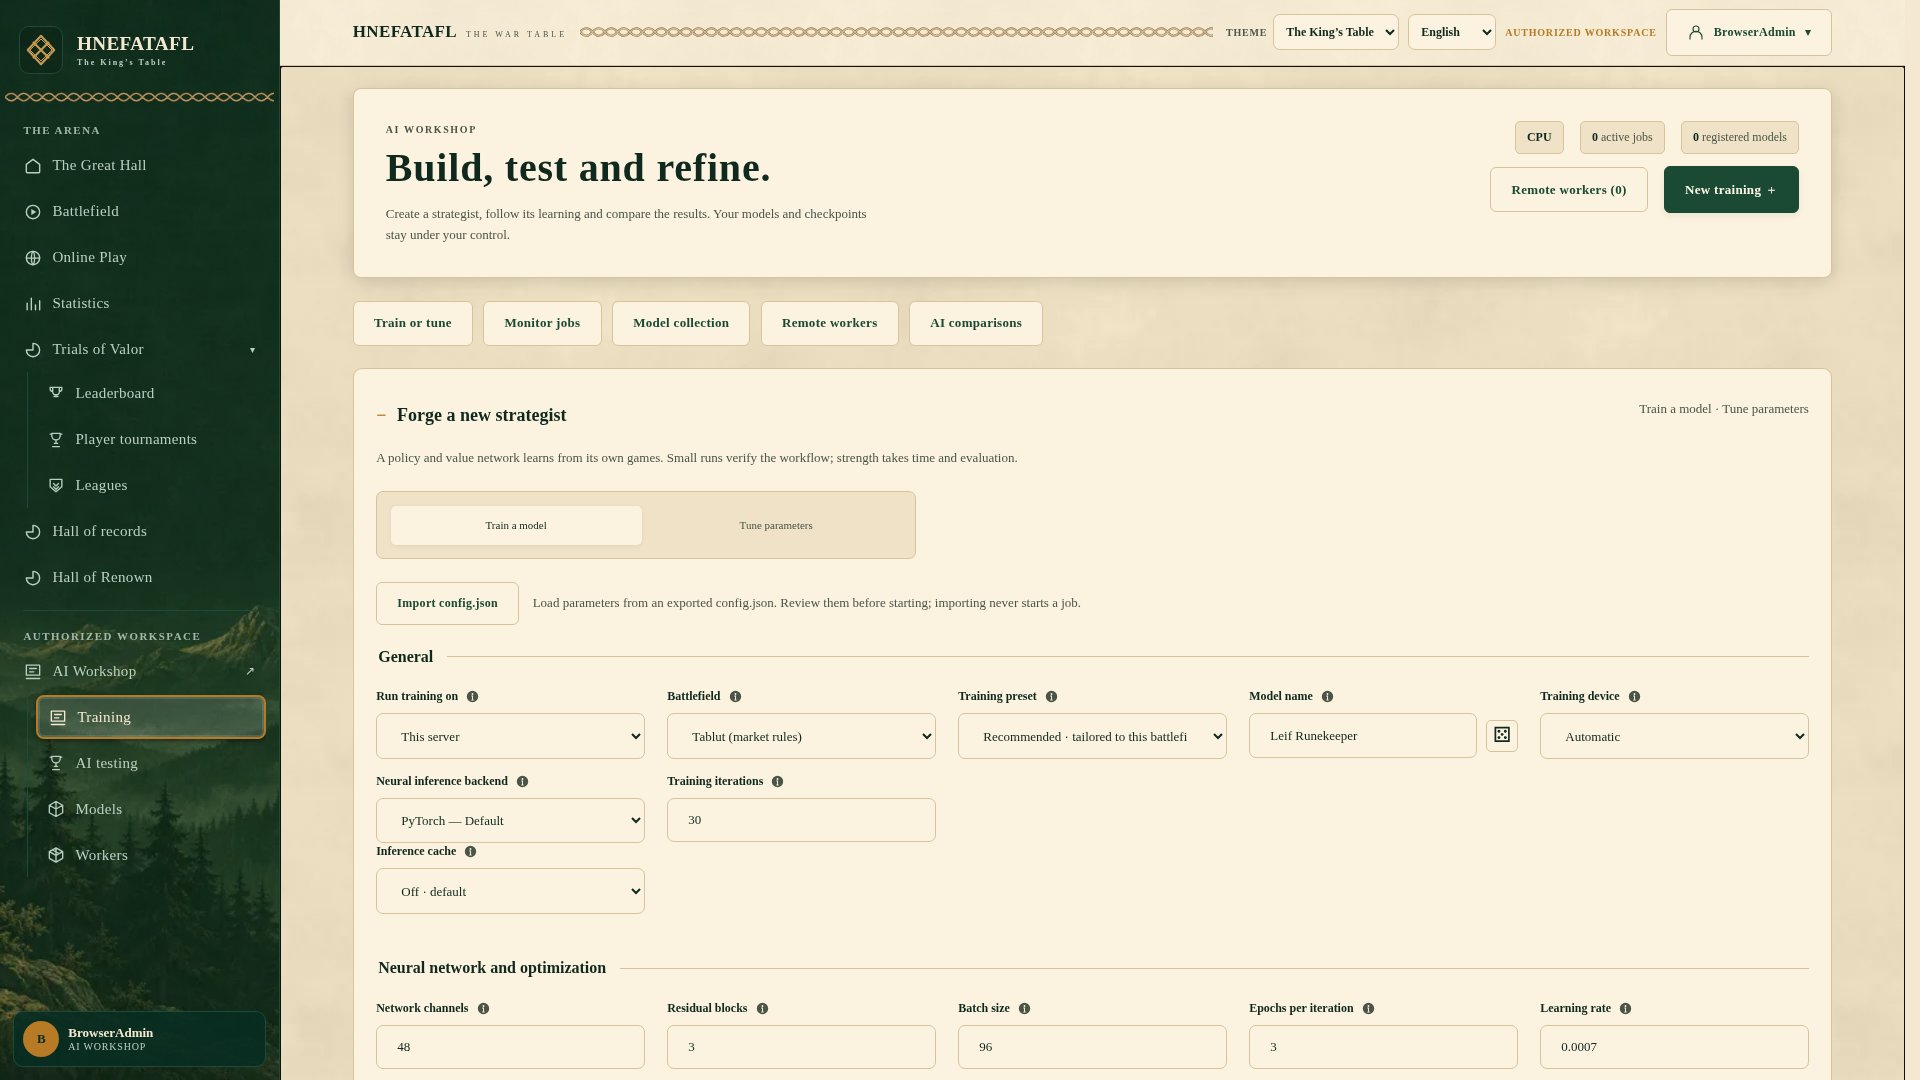 HNEFATAFL
The King's Table
THE ARENA
The Great Hall
Battlefield
Online Play
Statistics
Trials of Valor
Leaderboard
Player tournaments
Leagues
Hall of records
Hall of Renown
AUTHORIZED WORKSPACE
AI Workshop
Training
AI testing
Models
Workers
B
BrowserAdmin
AI WORKSHOP
HNEFATAFL THE WAR TABLE THEME The King's Table English AUTHORIZED WORKSPACE BrowserAdmin
AI WORKSHOP
Build, test and refine.
Create a strategist, follow its learning and compare the results. Your models and checkpoints
stay under your control.
CPU 0 active jobs 0 registered models
Remote workers (0) New training +
Train or tune Monitor jobs Model collection Remote workers AI comparisons
− Forge a new strategist Train a model · Tune parameters
A policy and value network learns from its own games. Small runs verify the workflow; strength takes time and evaluation.
Train a model Tune parameters
Import config.json Load parameters from an exported config.json. Review them before starting; importing never starts a job.
General
Run training on Battlefield Training preset Model name Training device
This server Tablut (market rules) Recommended · tailored to this battlefi Leif Runekeeper Automatic
Neural inference backend Training iterations
PyTorch — Default 30
Inference cache
Off · default
Neural network and optimization
Network channels Residual blocks Batch size Epochs per iteration Learning rate
48 3 96 3 0.0007